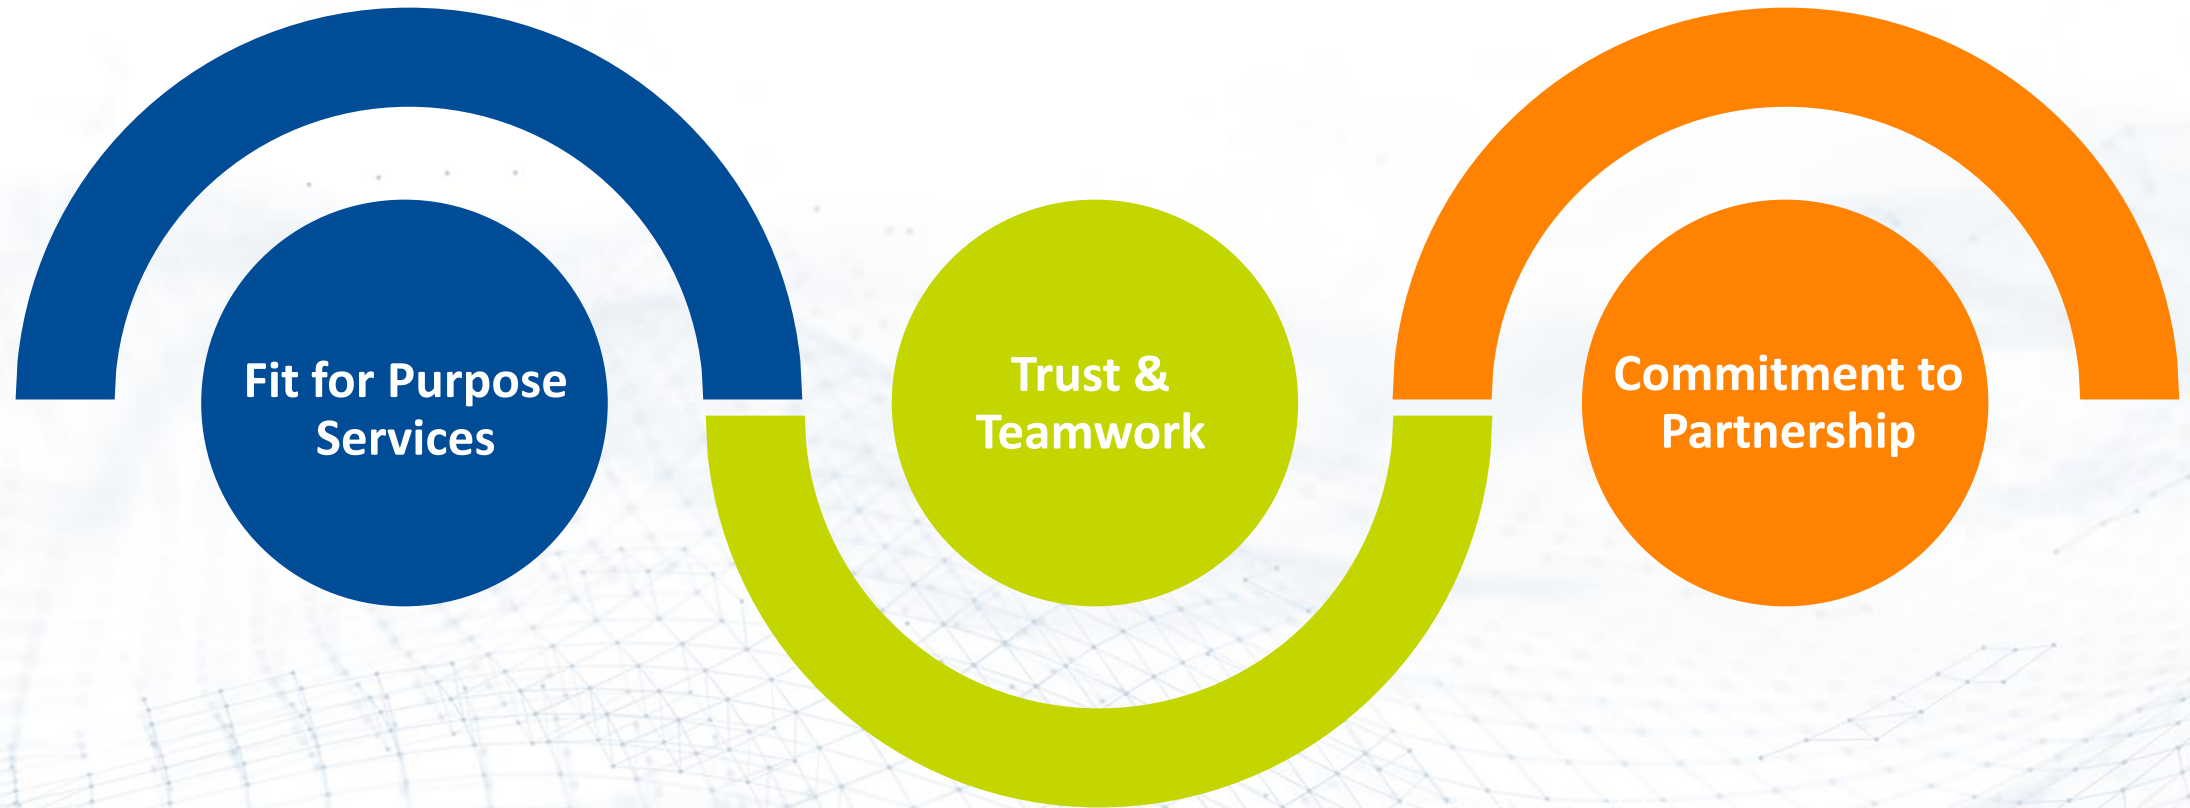 Fit for Purpose
Services
Trust &
Teamwork
Commitment to
Partnership